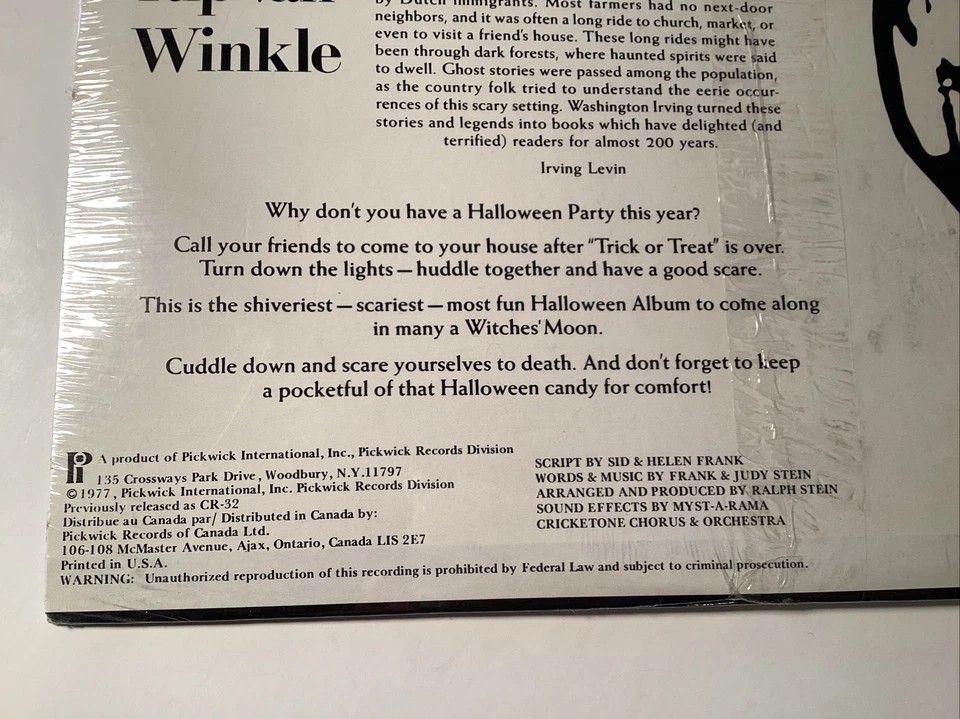 Rip Van
Winkle
by Dutch immigrants. Most farmers had no next-door
neighbors, and it was often a long ride to church, market, or
even to visit a friend's house. These long rides might have
been through dark forests, where haunted spirits were said
to dwell. Ghost stories were passed among the population,
as the country folk tried to understand the eerie occur-
rences of this scary setting. Washington Irving turned these
stories and legends into books which have delighted (and
terrified) readers for almost 200 years.
Irving Levin
Why don't you have a Halloween Party this year?
Call your friends to come to your house after "Trick or Treat" is over.
Turn down the lights — huddle together and have a good scare.
This is the shiveriest — scariest — most fun Halloween Album to come along
in many a Witches' Moon.
Cuddle down and scare yourselves to death. And don't forget to keep
a pocketful of that Halloween candy for comfort!
Pi A product of Pickwick International, Inc., Pickwick Records Division
135 Crossways Park Drive, Woodbury, N.Y.11797
©1977, Pickwick International, Inc. Pickwick Records Division
Previously released as CR-32
Distribue au Canada par/ Distributed in Canada by:
Pickwick Records of Canada Ltd.
106-108 McMaster Avenue, Ajax, Ontario, Canada LIS 2E7
Printed in U.S.A.
WARNING: Unauthorized reproduction of this recording is prohibited by Federal Law and subject to criminal prosecution.
SCRIPT BY SID & HELEN FRANK
WORDS & MUSIC BY FRANK & JUDY STEIN
ARRANGED AND PRODUCED BY RALPH STEIN
SOUND EFFECTS BY MYST-A-RAMA
CRICKETONE CHORUS & ORCHESTRA